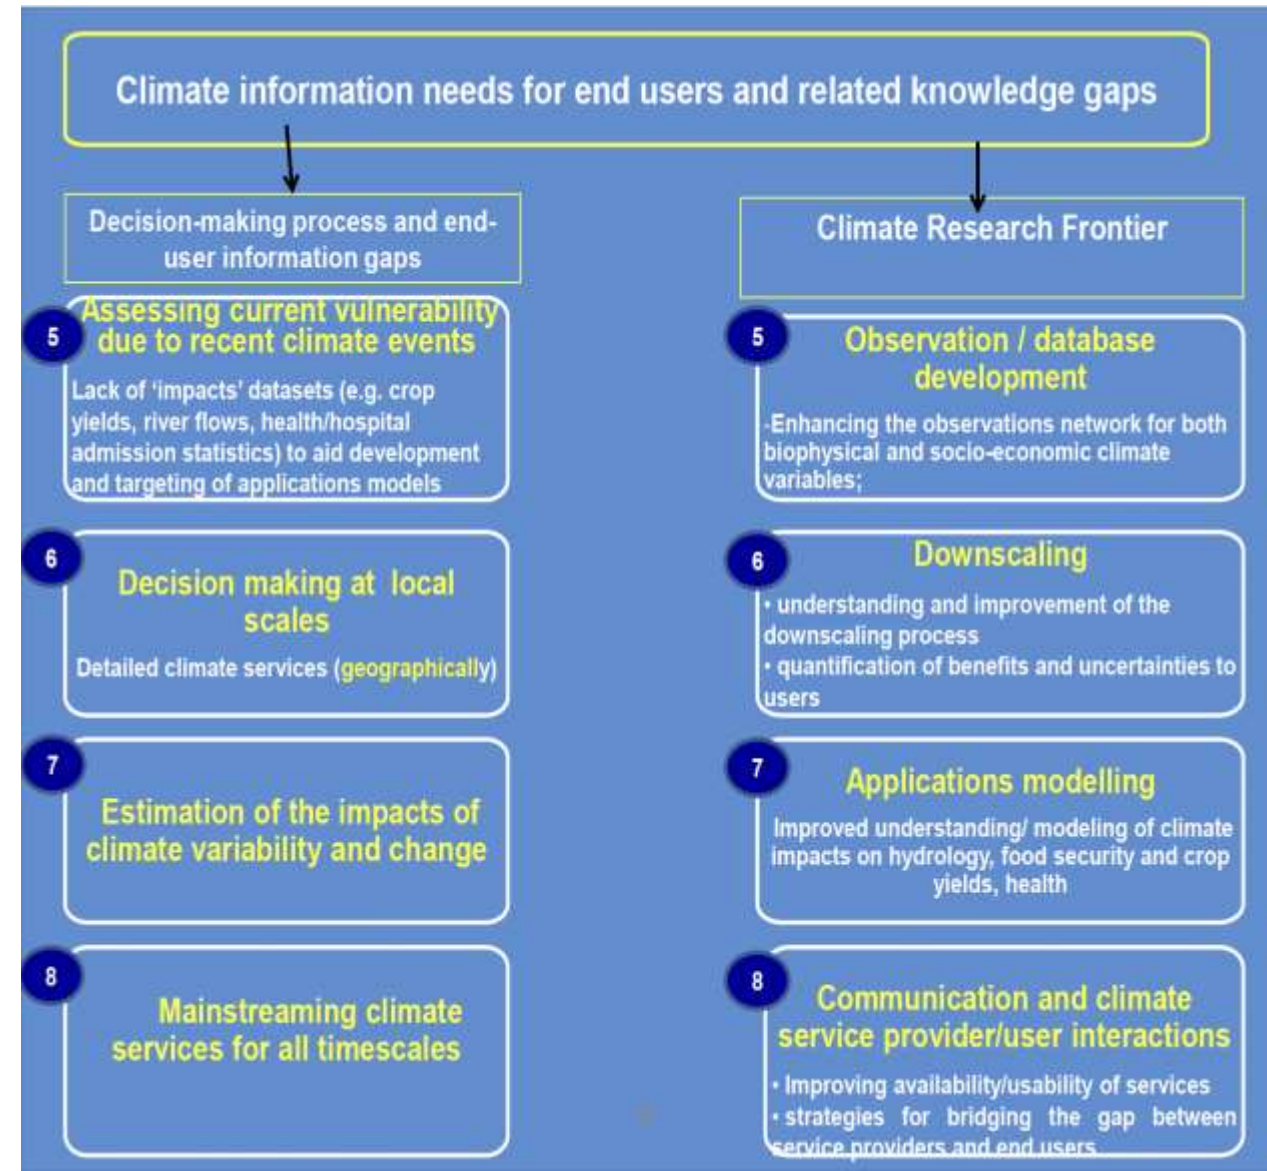 Climate information needs for end users and related knowledge gaps
Decision-making process and end-
user information gaps
5
Assessing current vulnerability
due to recent climate events
Lack of ‘impacts’ datasets (e.g. crop
yields, river flows, health/hospital
admission statistics) to aid development
and targeting of applications models
6
Decision making at local
scales
Detailed climate services (geographically)
7
Estimation of the impacts of
climate variability and change
8
Mainstreaming climate
services for all timescales
Climate Research Frontier
5
Observation / database
development
-Enhancing the observations network for both
biophysical and socio-economic climate
variables;
6
Downscaling
• understanding and improvement of the
downscaling process
• quantification of benefits and uncertainties to
users
7
Applications modelling
Improved understanding/ modeling of climate
impacts on hydrology, food security and crop
yields, health
8
Communication and climate
service provider/user interactions
• Improving availability/usability of services
• strategies for bridging the gap between
service providers and end users